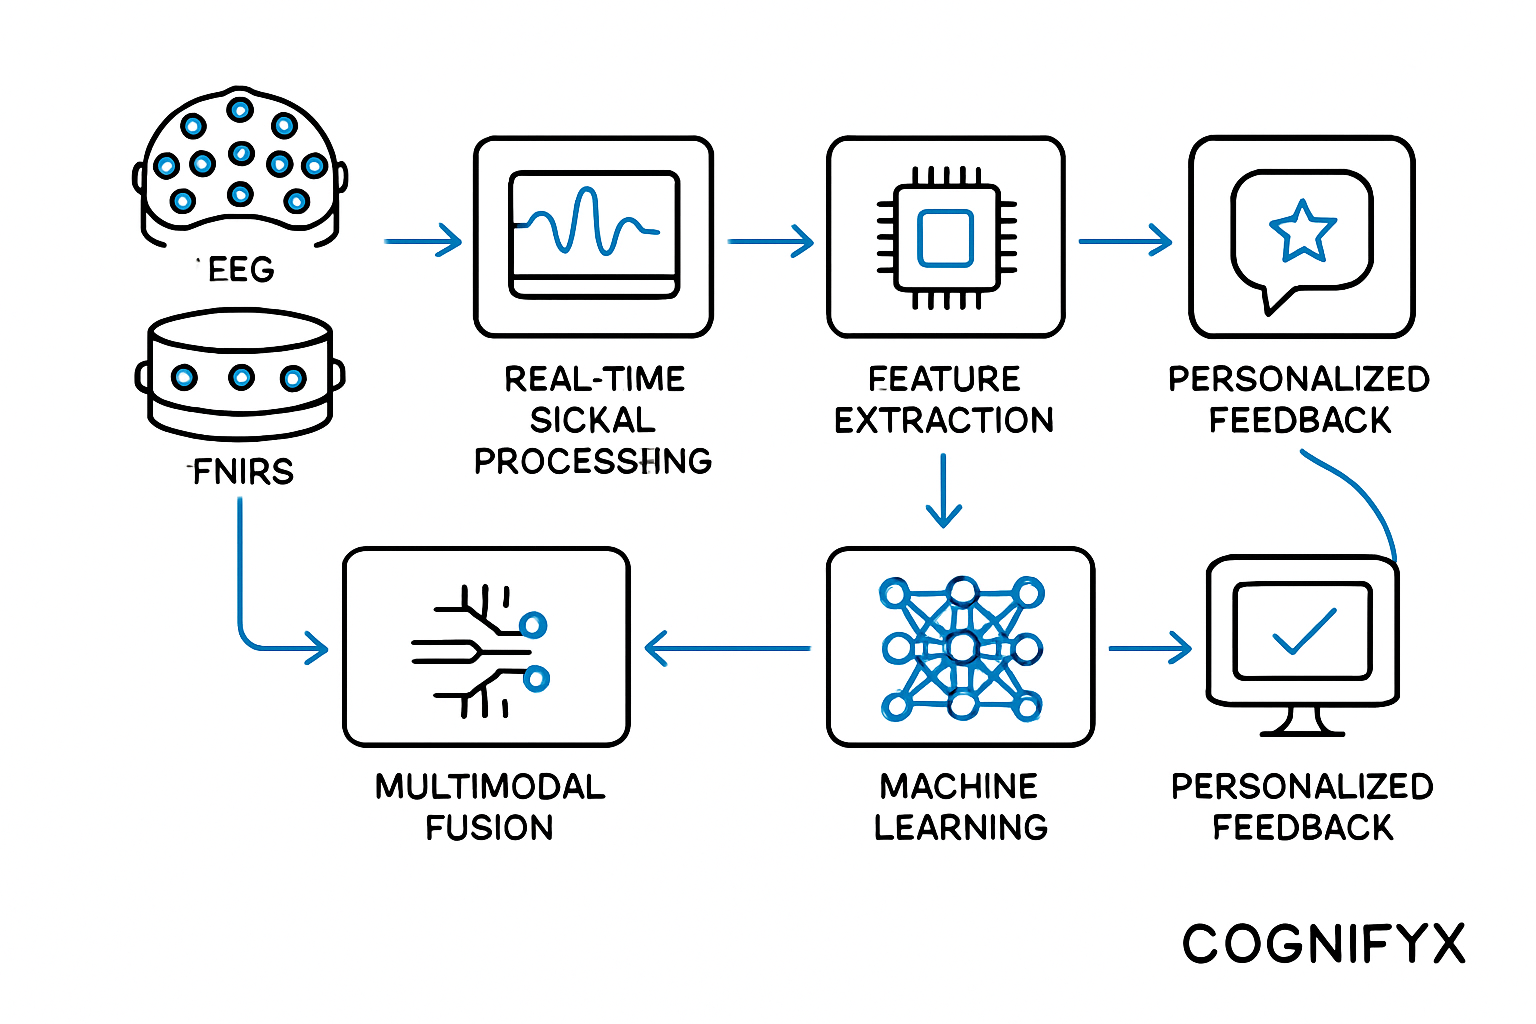 EEG
FNIRS
REAL-TIME
SICKAL
PROCESSING
FEATURE
EXTRACTION
PERSONALIZED
FEEDBACK
MULTIMODAL
FUSION
MACHINE
LEARNING
PERSONALIZED
FEEDBACK
COGNIFYX